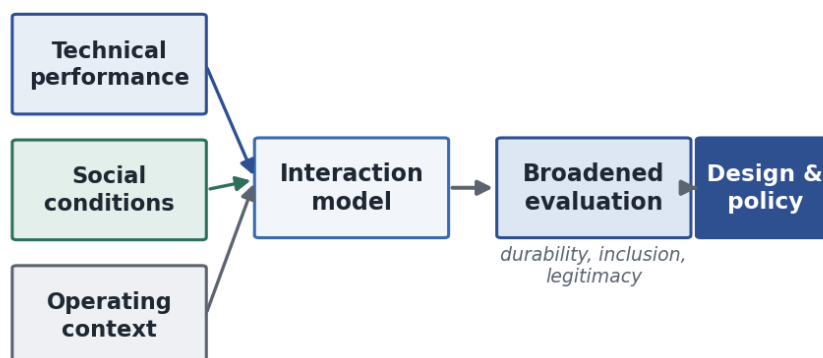 Technical
performance
Social
conditions
Operating
context
Interaction
model
Broadened
evaluation
durability, inclusion,
legitimacy
Design &
policy